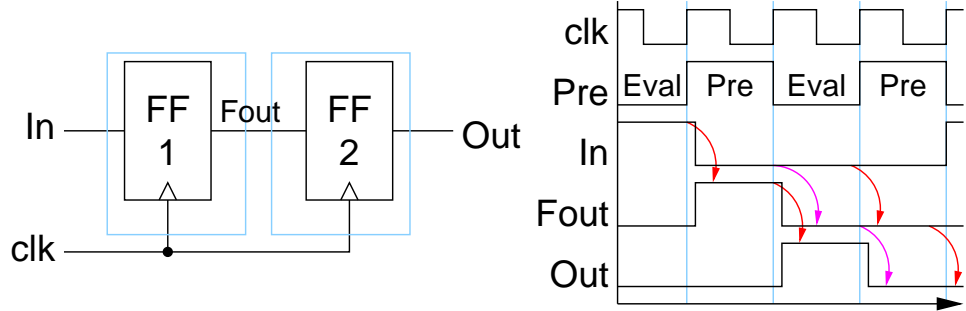 In
FF
1
Fout
FF
2
Out
clk
clk
Pre
Eval
Pre
Eval
Pre
In
Fout
Out